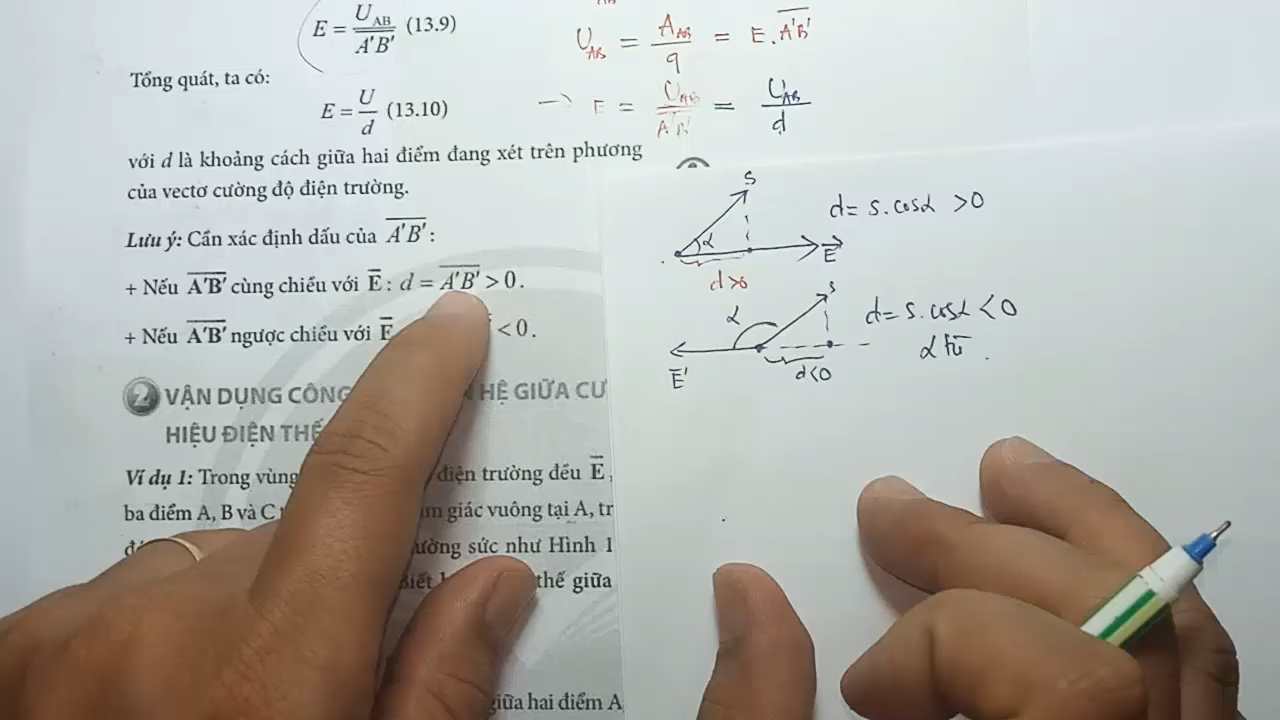 E = U_AB / A'B' (13.9)
Tổng quát, ta có:
E = U / d (13.10)
với d là khoảng cách giữa hai điểm đang xét trên phương
của vectơ cường độ điện trường.
Lưu ý: Cần xác định dấu của A'B':
+ Nếu A'B' cùng chiều với E: d = A'B' > 0.
+ Nếu A'B' ngược chiều với E < 0.
2 VẬN DỤNG CÔNG HỆ GIỮA CƯ
HIỆU ĐIỆN THẾ
Ví dụ 1: Trong vùng điện trường đều E,
ba điểm A, B và C giác vuông tại A, tr
sức như Hình 1
thế giữa
giữa hai điểm A
U_AB = A_AB / q = E.A'B'
→ E = U_AB / A'B' = U_AB / d
s
α
d = s.cosα > 0
E
d>0
s
α
d = s.cosα < 0
α tù.
E'
d<0